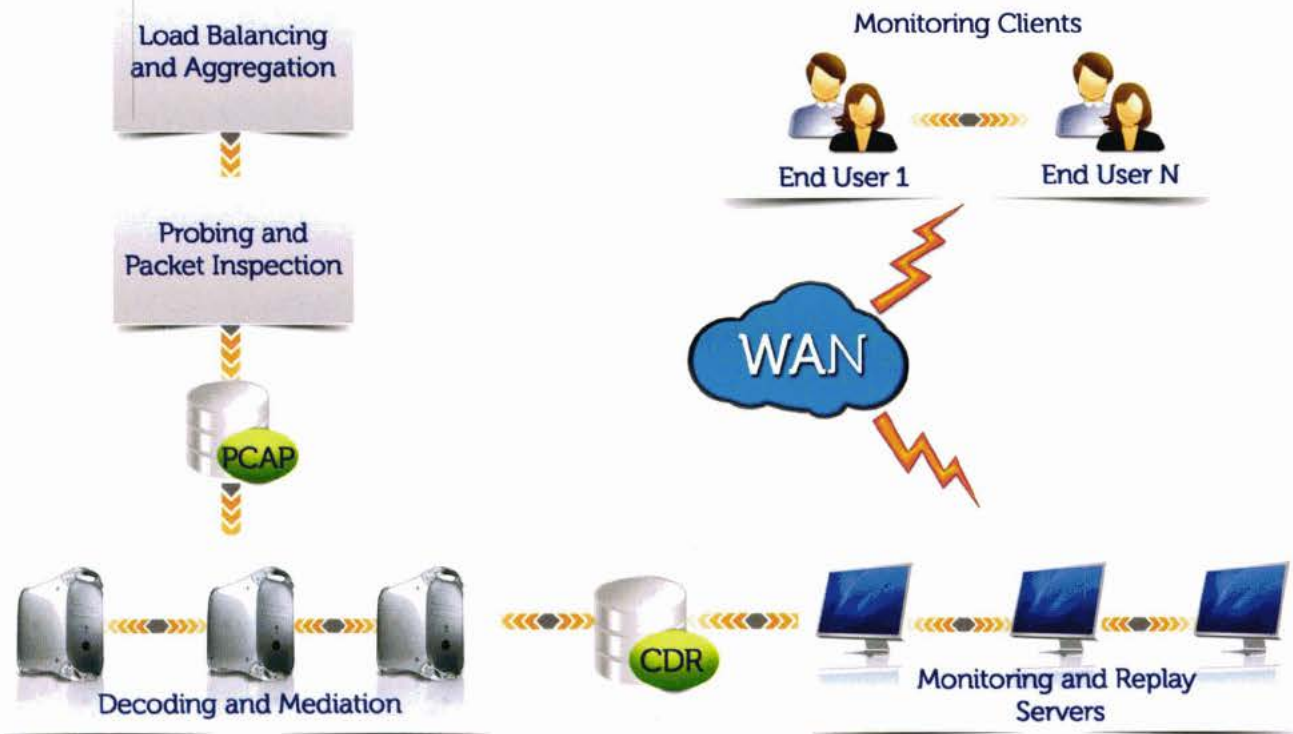 Load Balancing
and Aggregation
Monitoring Clients
End User 1
End User N
Probing and
Packet Inspection
WAN
PCAP
Decoding and Mediation
CDR
Monitoring and Replay
Servers